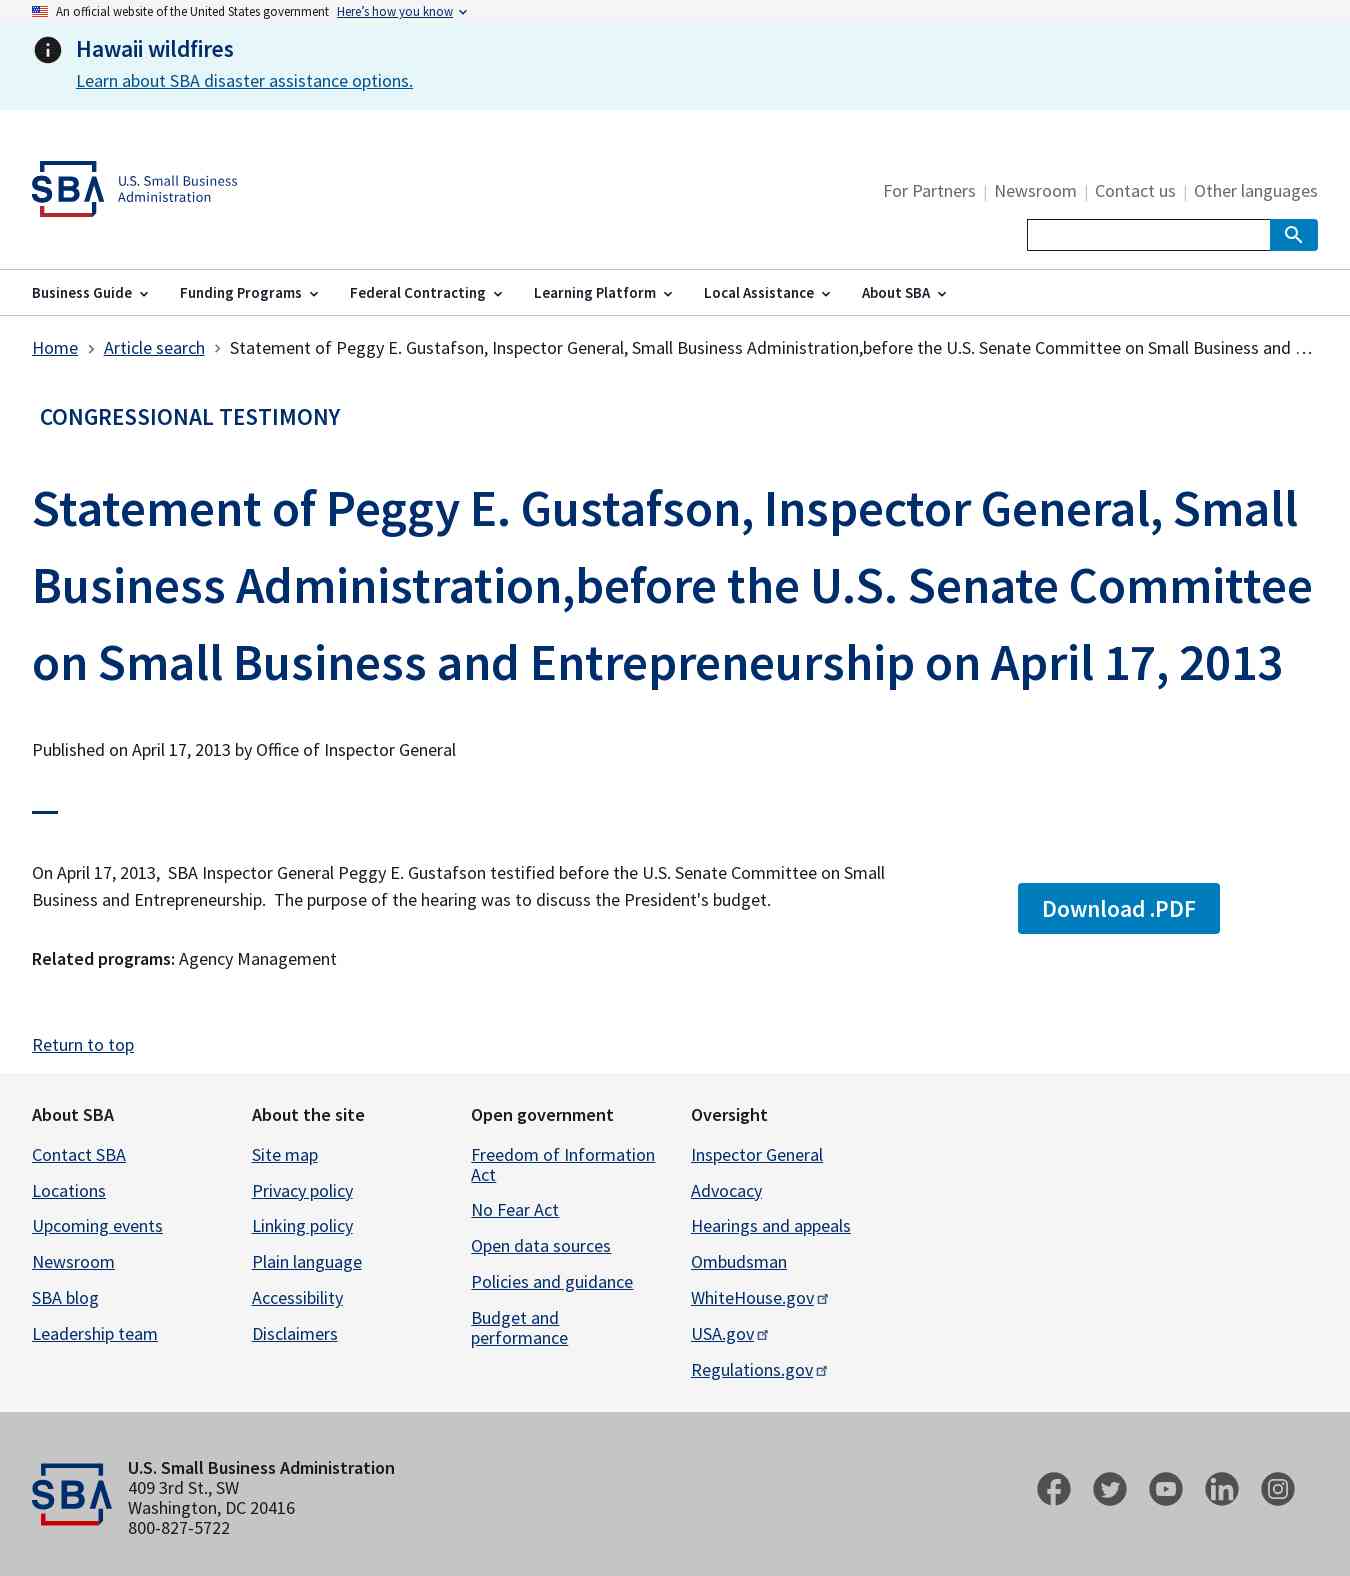 An official website of the United States government Here’s how you know
Hawaii wildfires
Learn about SBA disaster assistance options.
SBA U.S. Small Business
Administration
For Partners | Newsroom | Contact us | Other languages
Business Guide Funding Programs Federal Contracting Learning Platform Local Assistance About SBA
Home Article search Statement of Peggy E. Gustafson, Inspector General, Small Business Administration,before the U.S. Senate Committee on Small Business and …
CONGRESSIONAL TESTIMONY
Statement of Peggy E. Gustafson, Inspector General, Small
Business Administration,before the U.S. Senate Committee
on Small Business and Entrepreneurship on April 17, 2013
Published on April 17, 2013 by Office of Inspector General
On April 17, 2013,  SBA Inspector General Peggy E. Gustafson testified before the U.S. Senate Committee on Small
Business and Entrepreneurship.  The purpose of the hearing was to discuss the President's budget.
Download .PDF
Related programs: Agency Management
Return to top
About SBA
Contact SBA
Locations
Upcoming events
Newsroom
SBA blog
Leadership team
About the site
Site map
Privacy policy
Linking policy
Plain language
Accessibility
Disclaimers
Open government
Freedom of Information
Act
No Fear Act
Open data sources
Policies and guidance
Budget and
performance
Oversight
Inspector General
Advocacy
Hearings and appeals
Ombudsman
WhiteHouse.gov
USA.gov
Regulations.gov
SBA
U.S. Small Business Administration
409 3rd St., SW
Washington, DC 20416
800-827-5722